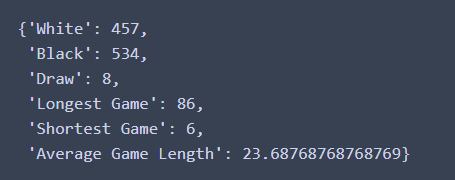 {'White': 457,
 'Black': 534,
 'Draw': 8,
 'Longest Game': 86,
 'Shortest Game': 6,
 'Average Game Length': 23.68768768768769}